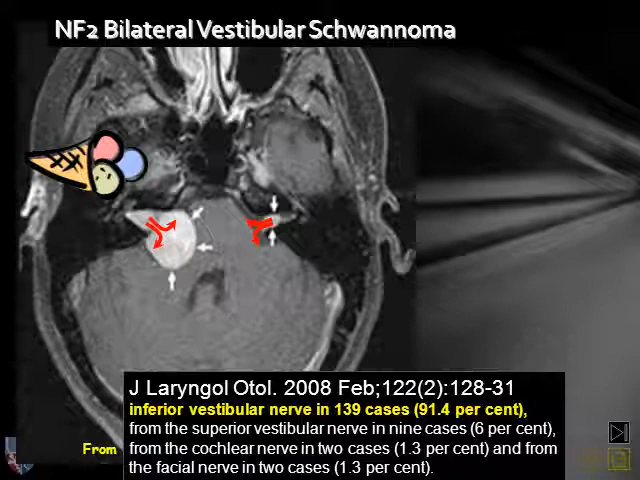 NF2 Bilateral Vestibular Schwannoma
J Laryngol Otol. 2008 Feb;122(2):128-31
inferior vestibular nerve in 139 cases (91.4 per cent),
from the superior vestibular nerve in nine cases (6 per cent),
From from the cochlear nerve in two cases (1.3 per cent) and from
the facial nerve in two cases (1.3 per cent).